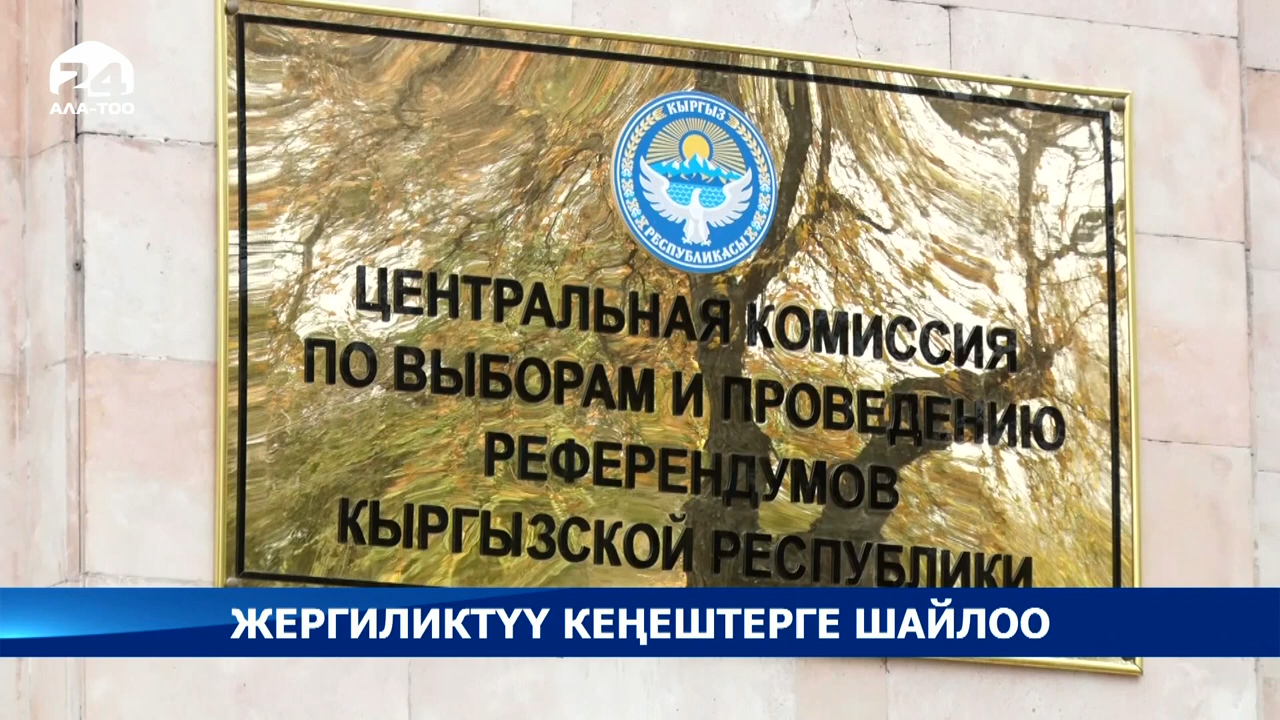 24
АЛА-ТОО
КЫРГЫЗ
РЕСПУБЛИКАСЫ
ЦЕНТРАЛЬНАЯ КОМИССИЯ
ПО ВЫБОРАМ И ПРОВЕДЕНИЮ
РЕФЕРЕНДУМОВ
КЫРГЫЗСКОЙ РЕСПУБЛИКИ
ЖЕРГИЛИКТҮҮ КЕҢЕШТЕРГЕ ШАЙЛОО